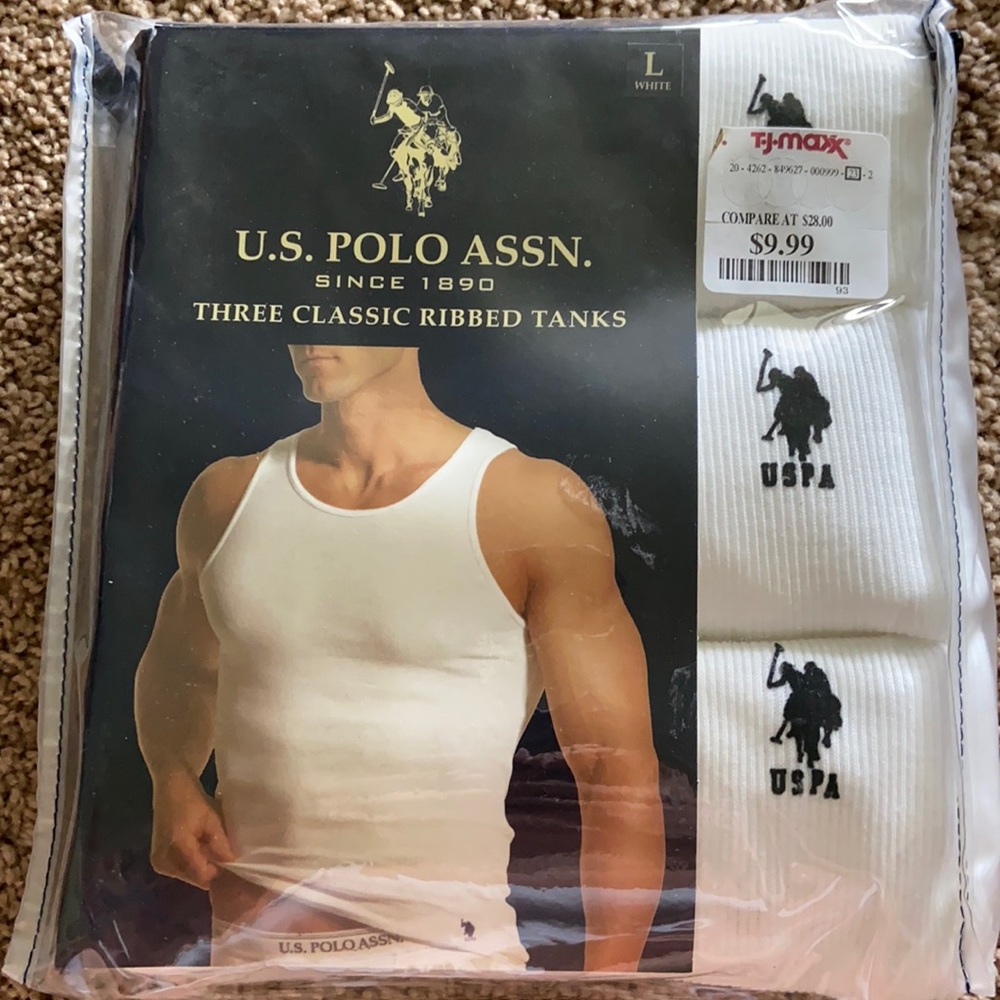 L
WHITE
T·J·maxx®
20 - 4262 - 849627 - 000999 - 23 - 2
COMPARE AT $28.00
$9.99
93
U.S. POLO ASSN.
SINCE 1890
THREE CLASSIC RIBBED TANKS
USPA
USPA
U.S. POLO ASSN.